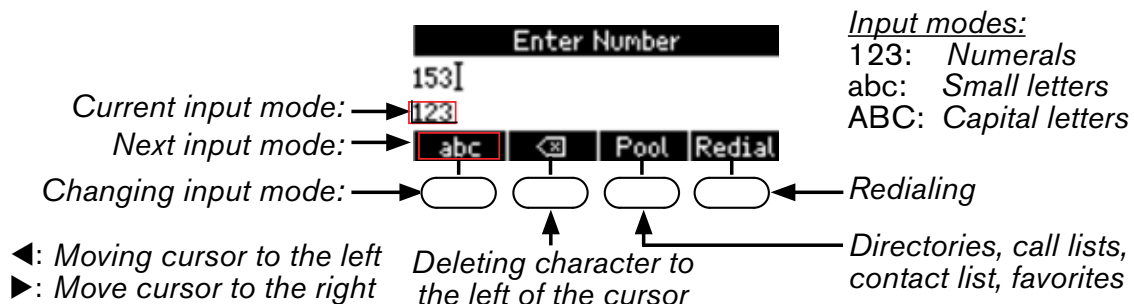 Enter Number
153
123
abc ⌫ Pool Redial
Current input mode:
Next input mode:
Changing input mode:
◀: Moving cursor to the left
▶: Move cursor to the right
Deleting character to
the left of the cursor
Input modes:
123: Numerals
abc: Small letters
ABC: Capital letters
Redialing
Directories, call lists,
contact list, favorites